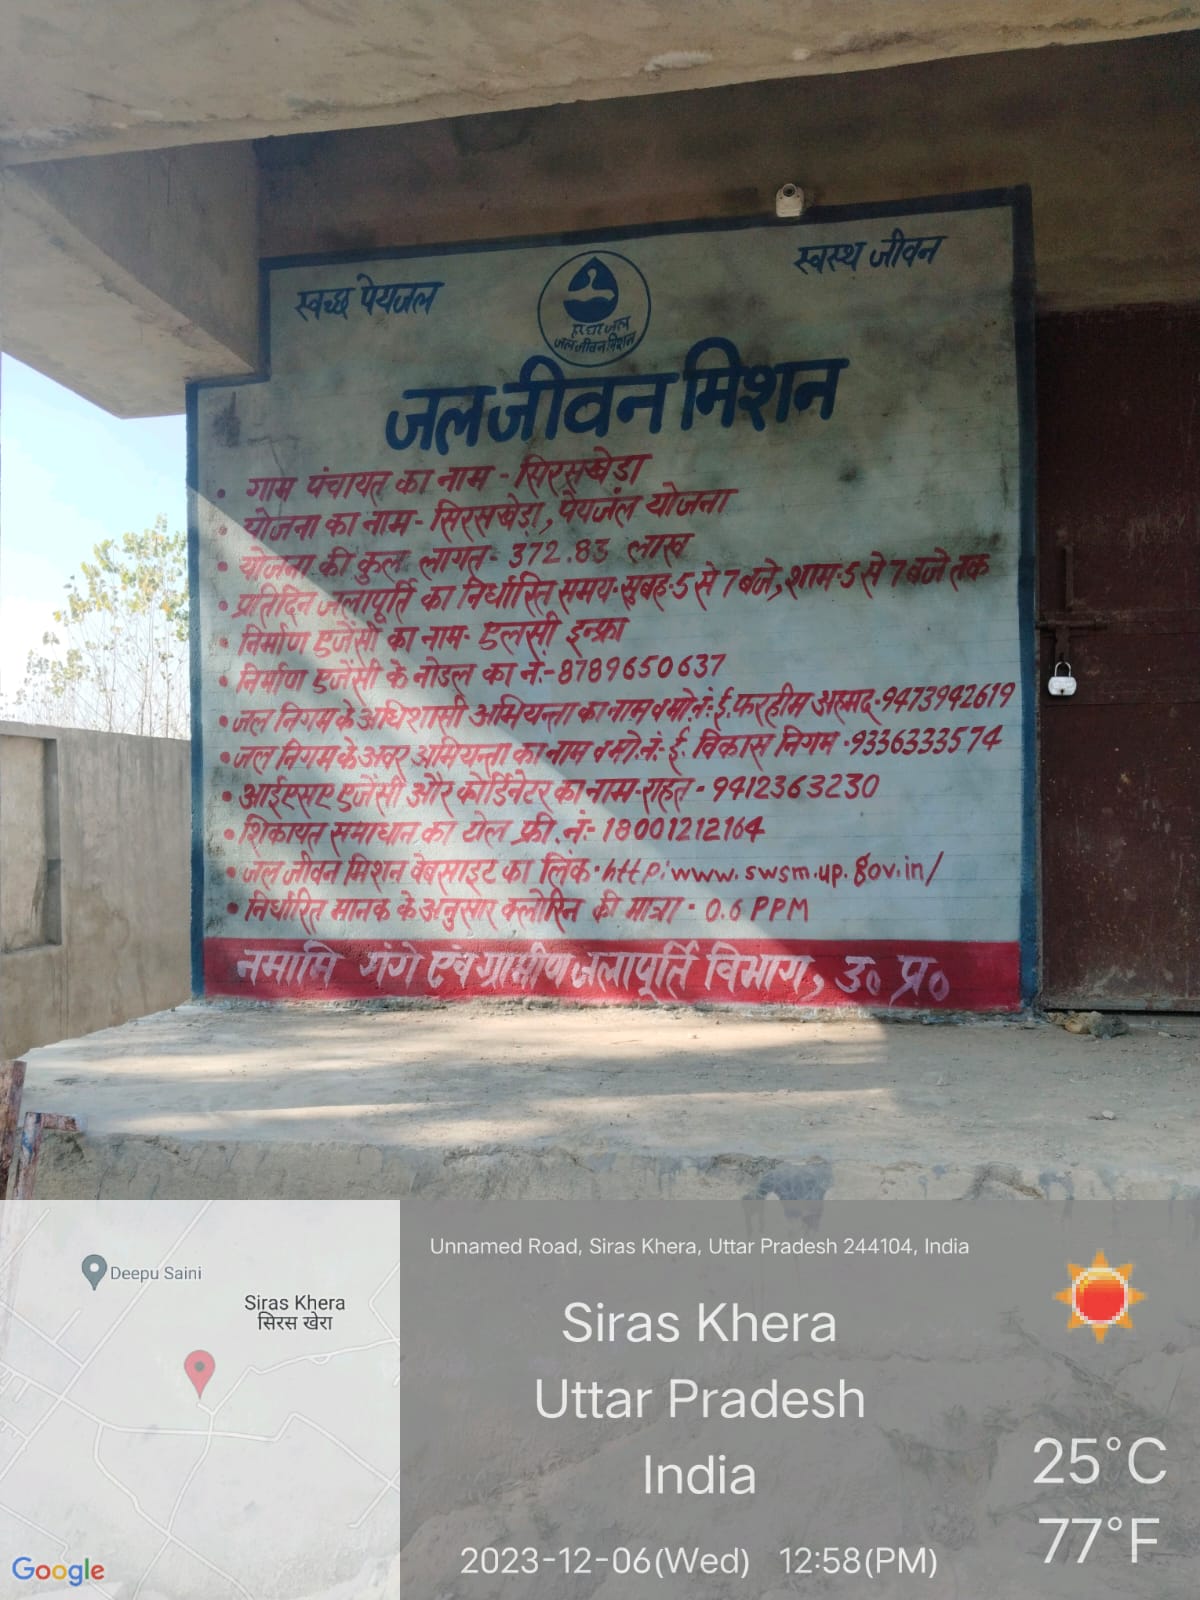 स्वच्छ पेयजल
स्वस्थ जीवन
हर घर जल
जल जीवन मिशन
जल जीवन मिशन
• गाम पंचायत का नाम - सिरसखेड़ा
• योजना का नाम - सिरसखेड़ा, पेयजल योजना
• योजना की कुल लागत - 372.83 लाख
• प्रतिदिन जलापूर्ति का निर्धारित समय-सुबह-5 से 7 बजे, शाम-5 से 7 बजे तक
• निर्माण एजेंसी का नाम- एलसी इन्फ्रा
• निर्माण एजेंसी के नोडल का नं:-8789650637
• जल निगम के अधिशासी अभियन्ता का नाम व मो.नं:-ई.फरहीम अहमद-9473942619
• जल निगम के अवर अभियन्ता का नाम व मो.नं:-ई. विकास निगम-9336333574
• आईएसए एजेंसी और कोर्डिनेटर का नाम-राहत - 9412363230
• शिकायत समाधान का टोल फ्री.नं:- 18001212164
• जल जीवन मिशन वेबसाइट का लिंक-http:www.swsm.up.gov.in/
• निर्धारित मानक के अनुसार क्लोरिन की मात्रा - 0.6 PPM
नमामि गंगे एवं ग्रामीण जलापूर्ति विभाग, उ० प्र०
Deepu Saini
Siras Khera
सिरस खेरा
Google
Unnamed Road, Siras Khera, Uttar Pradesh 244104, India
Siras Khera
Uttar Pradesh
India
2023-12-06(Wed) 12:58(PM)
25°C
77°F